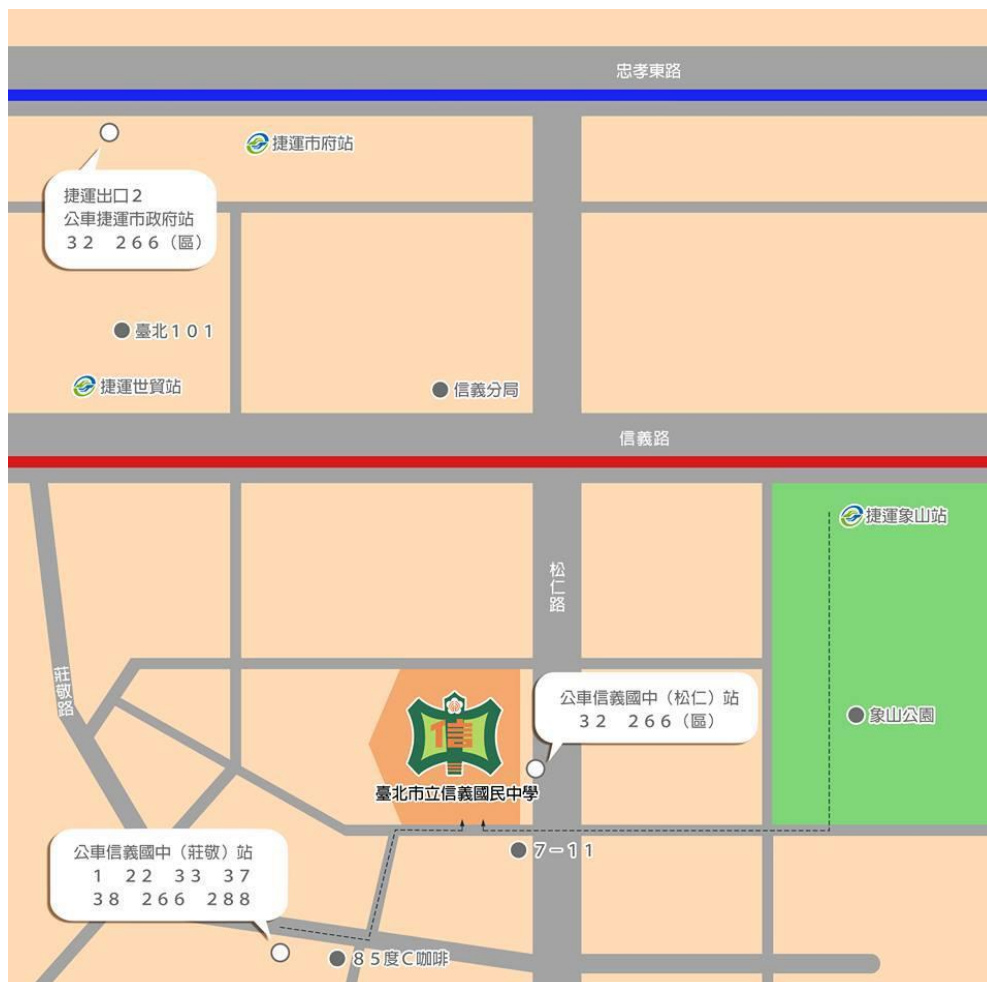 忠孝東路
捷運市府站
捷運出口2
公車捷運市政府站
32 266(區)
臺北101
捷運世貿站
信義分局
信義路
捷運象山站
松仁路
莊敬路
公車信義國中(松仁)站
32 266(區)
象山公園
信
臺北市立信義國民中學
7-11
公車信義國中(莊敬)站
1 22 33 37
38 266 288
85度C咖啡